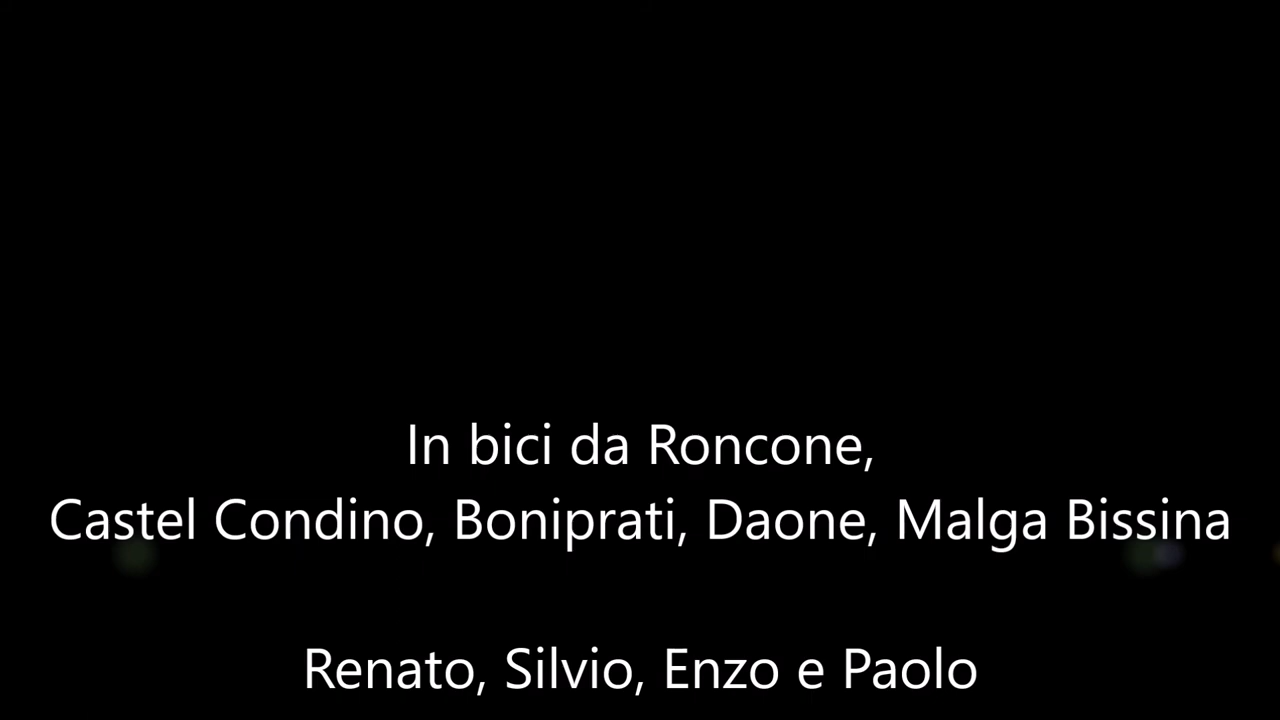 In bici da Roncone,
Castel Condino, Boniprati, Daone, Malga Bissina
Renato, Silvio, Enzo e Paolo